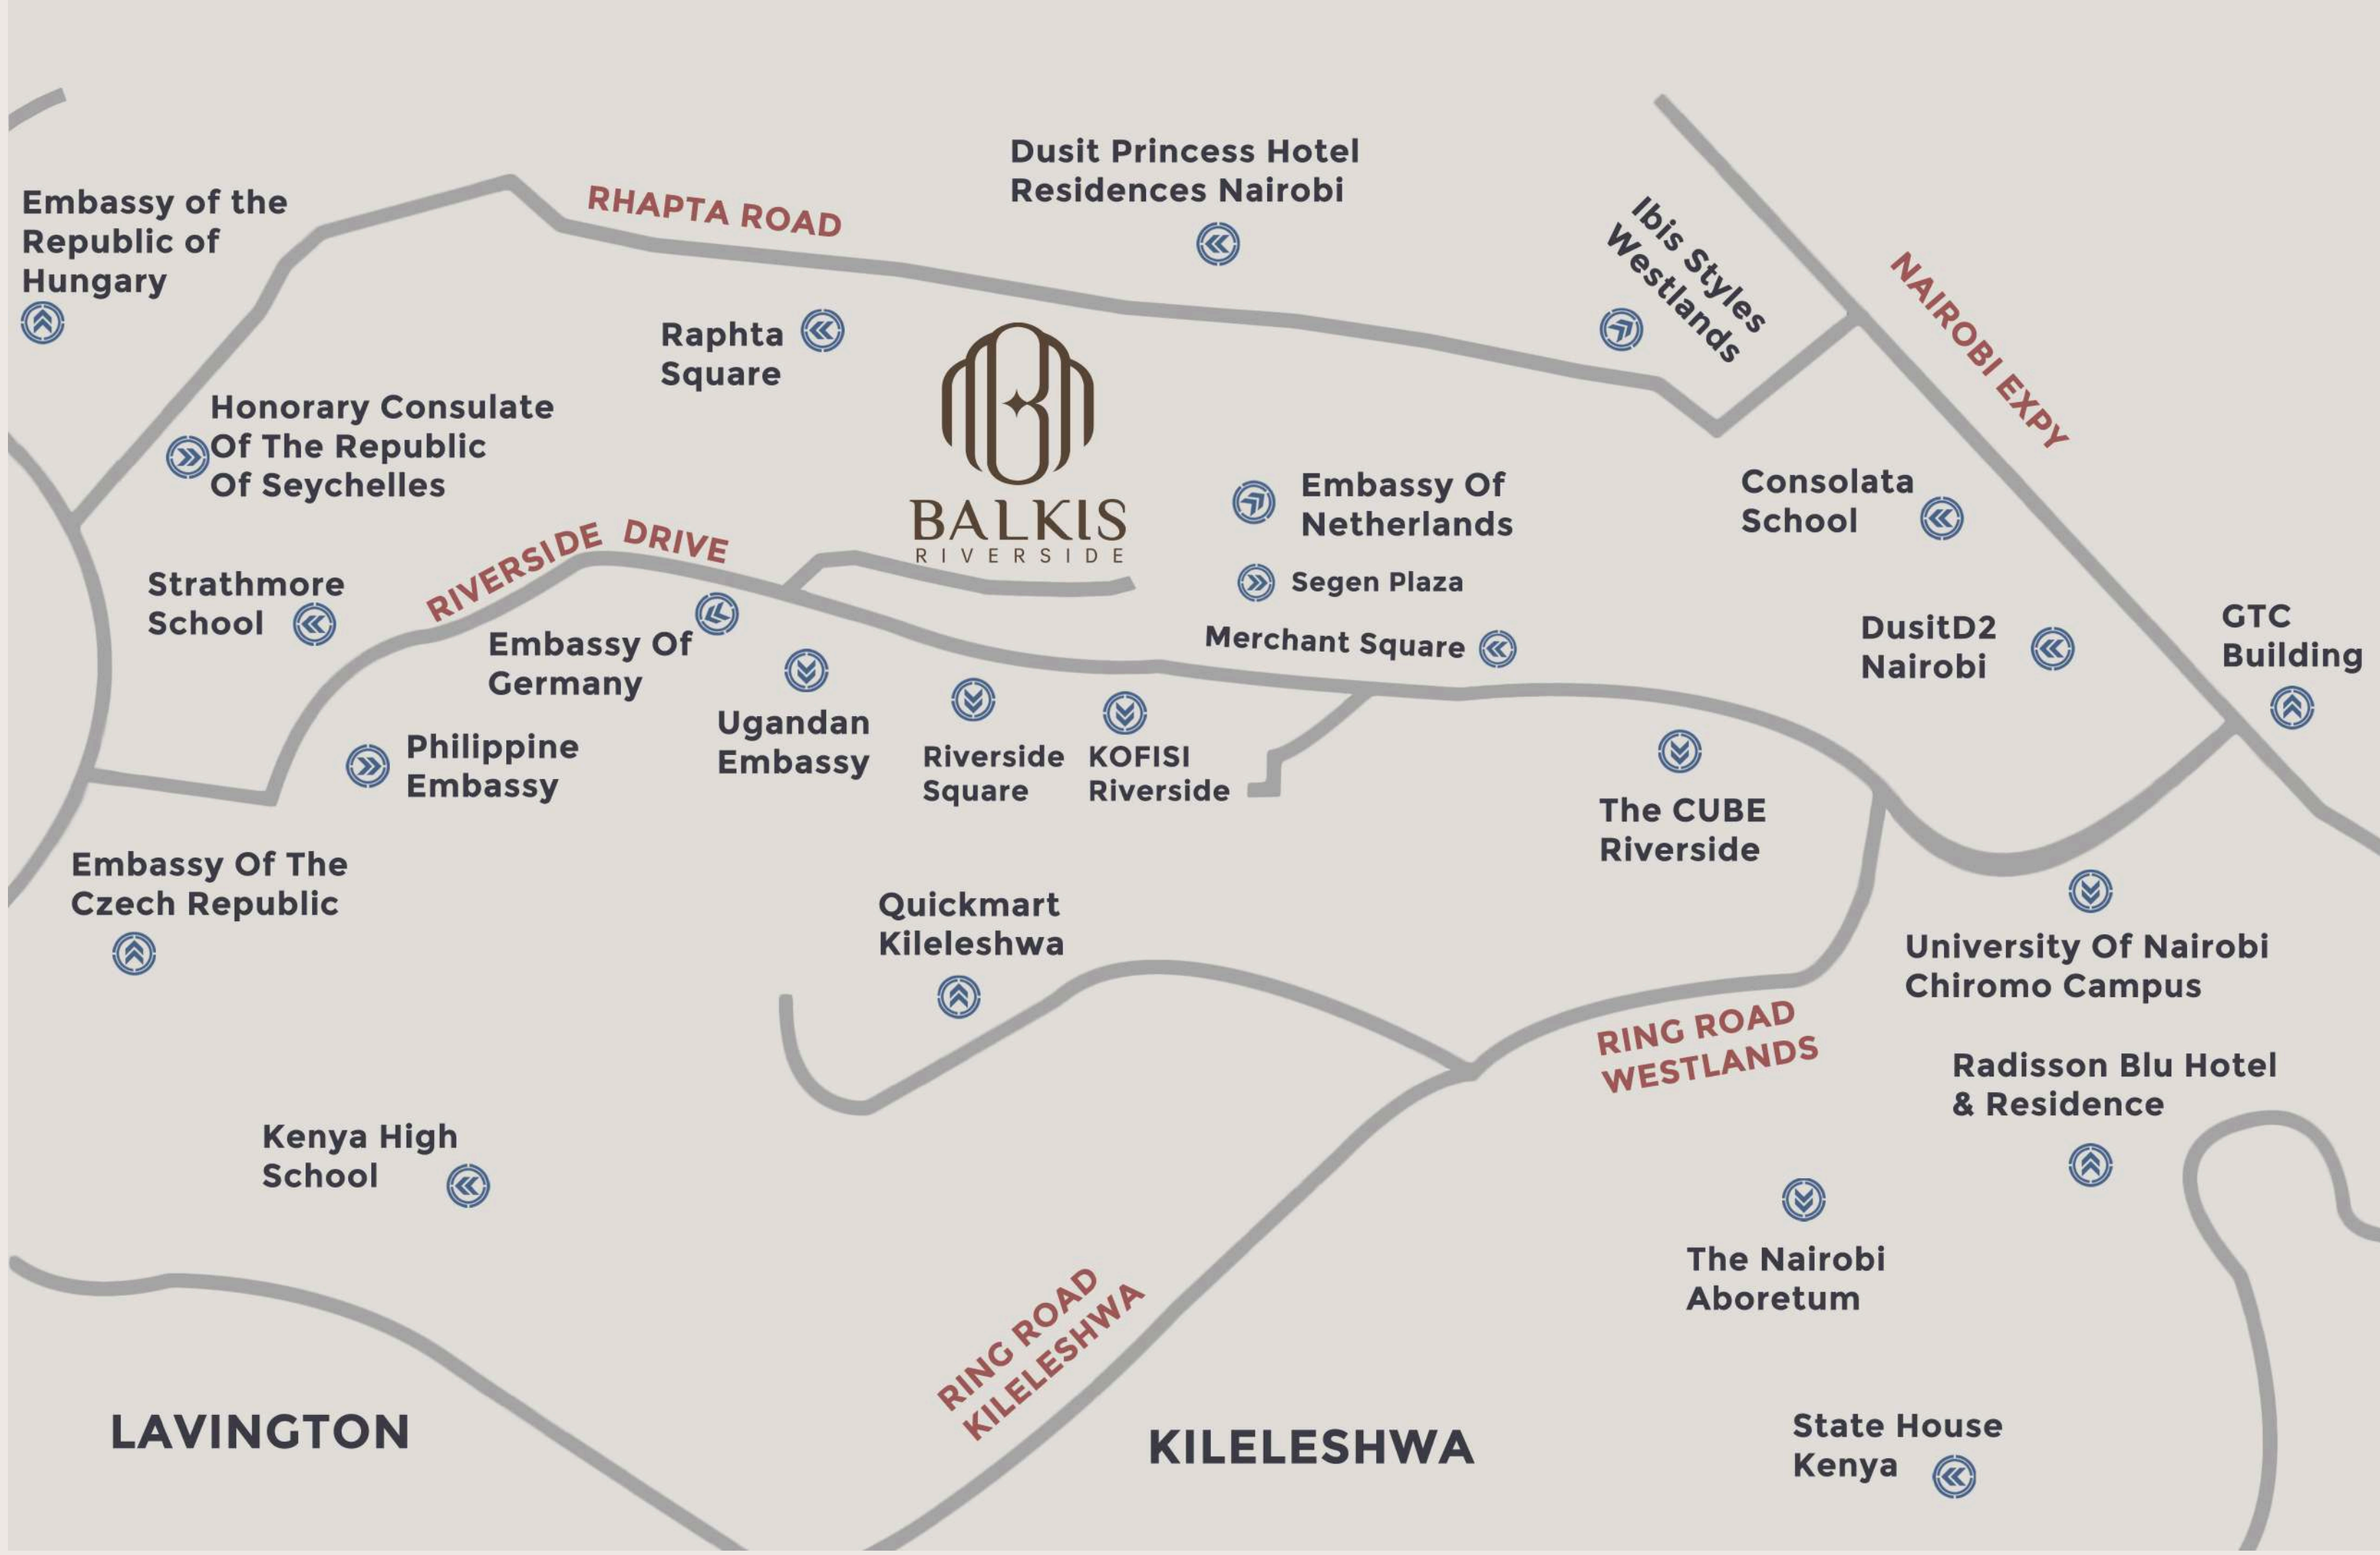 Dusit Princess Hotel
Residences Nairobi
Embassy of the
Republic of
Hungary
RHAPTA ROAD
Ibis Styles
Westlands
NAIROBI EXPY
Raphta
Square
Honorary Consulate
Of The Republic
Of Seychelles
BALKIS
RIVERSIDE
Embassy Of
Netherlands
Consolata
School
RIVERSIDE DRIVE
Strathmore
School
Segen Plaza
Merchant Square
Embassy Of
Germany
DusitD2
Nairobi
GTC
Building
Philippine
Embassy
Ugandan
Embassy
Riverside
Square
KOFISI
Riverside
The CUBE
Riverside
Embassy Of The
Czech Republic
Quickmart
Kileleshwa
University Of Nairobi
Chiromo Campus
RING ROAD
WESTLANDS
Radisson Blu Hotel
& Residence
Kenya High
School
The Nairobi
Aboretum
RING ROAD
KILELESHWA
LAVINGTON
KILELESHWA
State House
Kenya